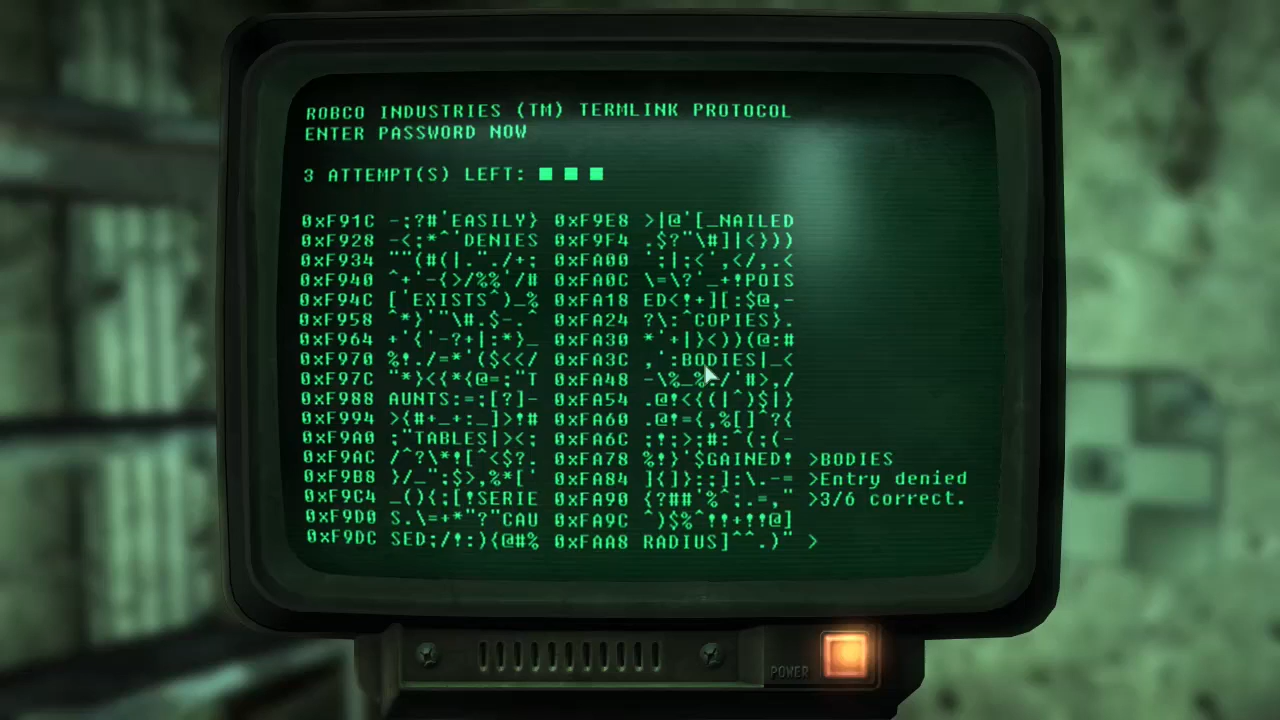 ROBCO INDUSTRIES (TM) TERMLINK PROTOCOL
ENTER PASSWORD NOW
3 ATTEMPT(S) LEFT: ■ ■ ■
0xF91C -;?#'EASILY} 0xF9E8 >|@'[_NAILED
0xF928 -<;*^'DENIES 0xF9F4 .$?"\#]|<}))
0xF934 ""(#(|."./+; 0xFA00 ';|;<',</,.<
0xF940 ^+'-{>/%%'/# 0xFA0C \=\?'_+!POIS
0xF94C ['EXISTS^)_% 0xFA18 ED<!+][:$@,-
0xF958 ^*}'"\#.$-.^ 0xFA24 ?\:^COPIES}.
0xF964 +'{'-?+|:*}_ 0xFA30 *'+|}<))(@:#
0xF970 %!./=*'($<</ 0xFA3C ,':BODIES|_<
0xF97C "*}<{*{@=;"T 0xFA48 -\%_%
0xF988 AUNTS:=;[?]- 0xFA54 .@!<{(|^)$|}
0xF994 >{#+_+:_]>!# 0xFA60 .@!={,%[]^?{
0xF9A0 ;"TABLES|><; 0xFA6C ;!;>;#:^(;(-
0xF9AC /^?\*![^<$?. 0xFA78 %!}'$GAINED! >BODIES
0xF9B8 }/_":$>,%*[' 0xFA84 ]{]};:]:\.-= >Entry denied
0xF9C4 _(){;[!SERIE 0xFA90 {?##'%^;.=," >3/6 correct.
0xF9D0 S.\=+*"?"CAU 0xFA9C ^)$%^!!+!!@]
0xF9DC SED;/!:){@#% 0xFAA8 RADIUS]^^.)" >
POWER